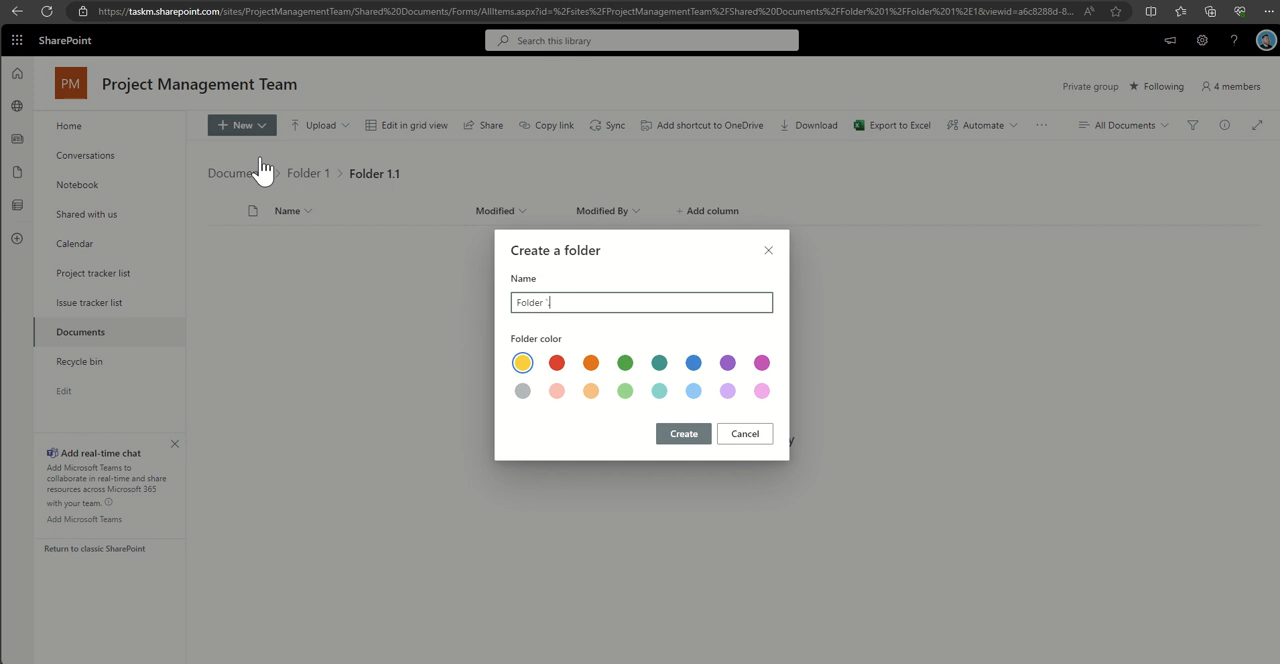 https://taskm.sharepoint.com/sites/ProjectManagementTeam/Shared%20Documents/Forms/AllItems.aspx?id=%2Fsites%2FProjectManagementTeam%2FShared%20Documents%2FFolder%201%2FFolder%201%2E1&viewid=a6c8288d-8...
SharePoint
Search this library
PM Project Management Team
Private group Following 4 members
New Upload Edit in grid view Share Copy link Sync Add shortcut to OneDrive Download Export to Excel Automate All Documents
Folder 1 > Folder 1.1
Name Modified Modified By + Add column
Home
Conversations
Notebook
Shared with us
Calendar
Project tracker list
Issue tracker list
Documents
Recycle bin
Edit
Add real-time chat
Add Microsoft Teams to
collaborate in real-time and share
resources across Microsoft 365
with your team.
Add Microsoft Teams
Return to classic SharePoint
Create a folder
Name
Folder
Folder color
Create Cancel